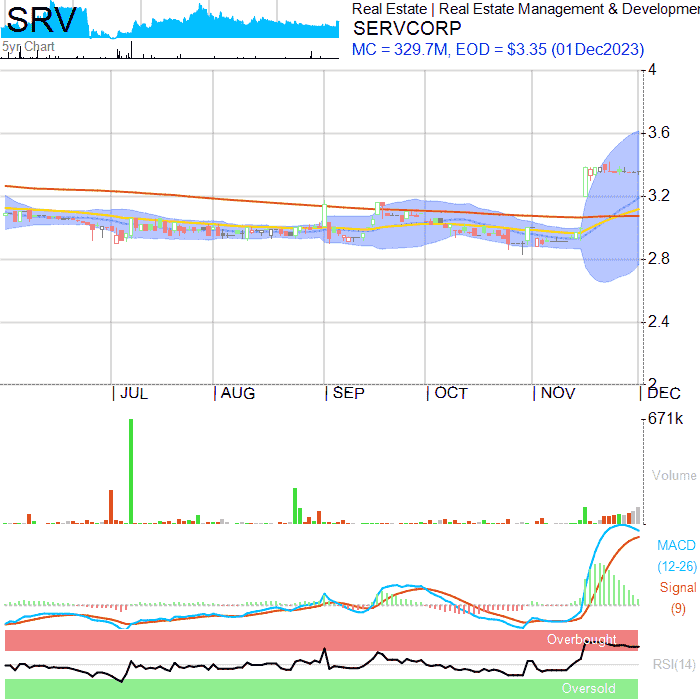 SRV
5yr Chart
Real Estate | Real Estate Management & Developmen
SERVCORP
MC = 329.7M, EOD = $3.35 (01Dec2023)
4
3.6
3.2
2.8
2.4
2
JUL AUG SEP OCT NOV DEC
671k
Volume
MACD
(12-26)
Signal
(9)
Overbought
RSI(14)
Oversold